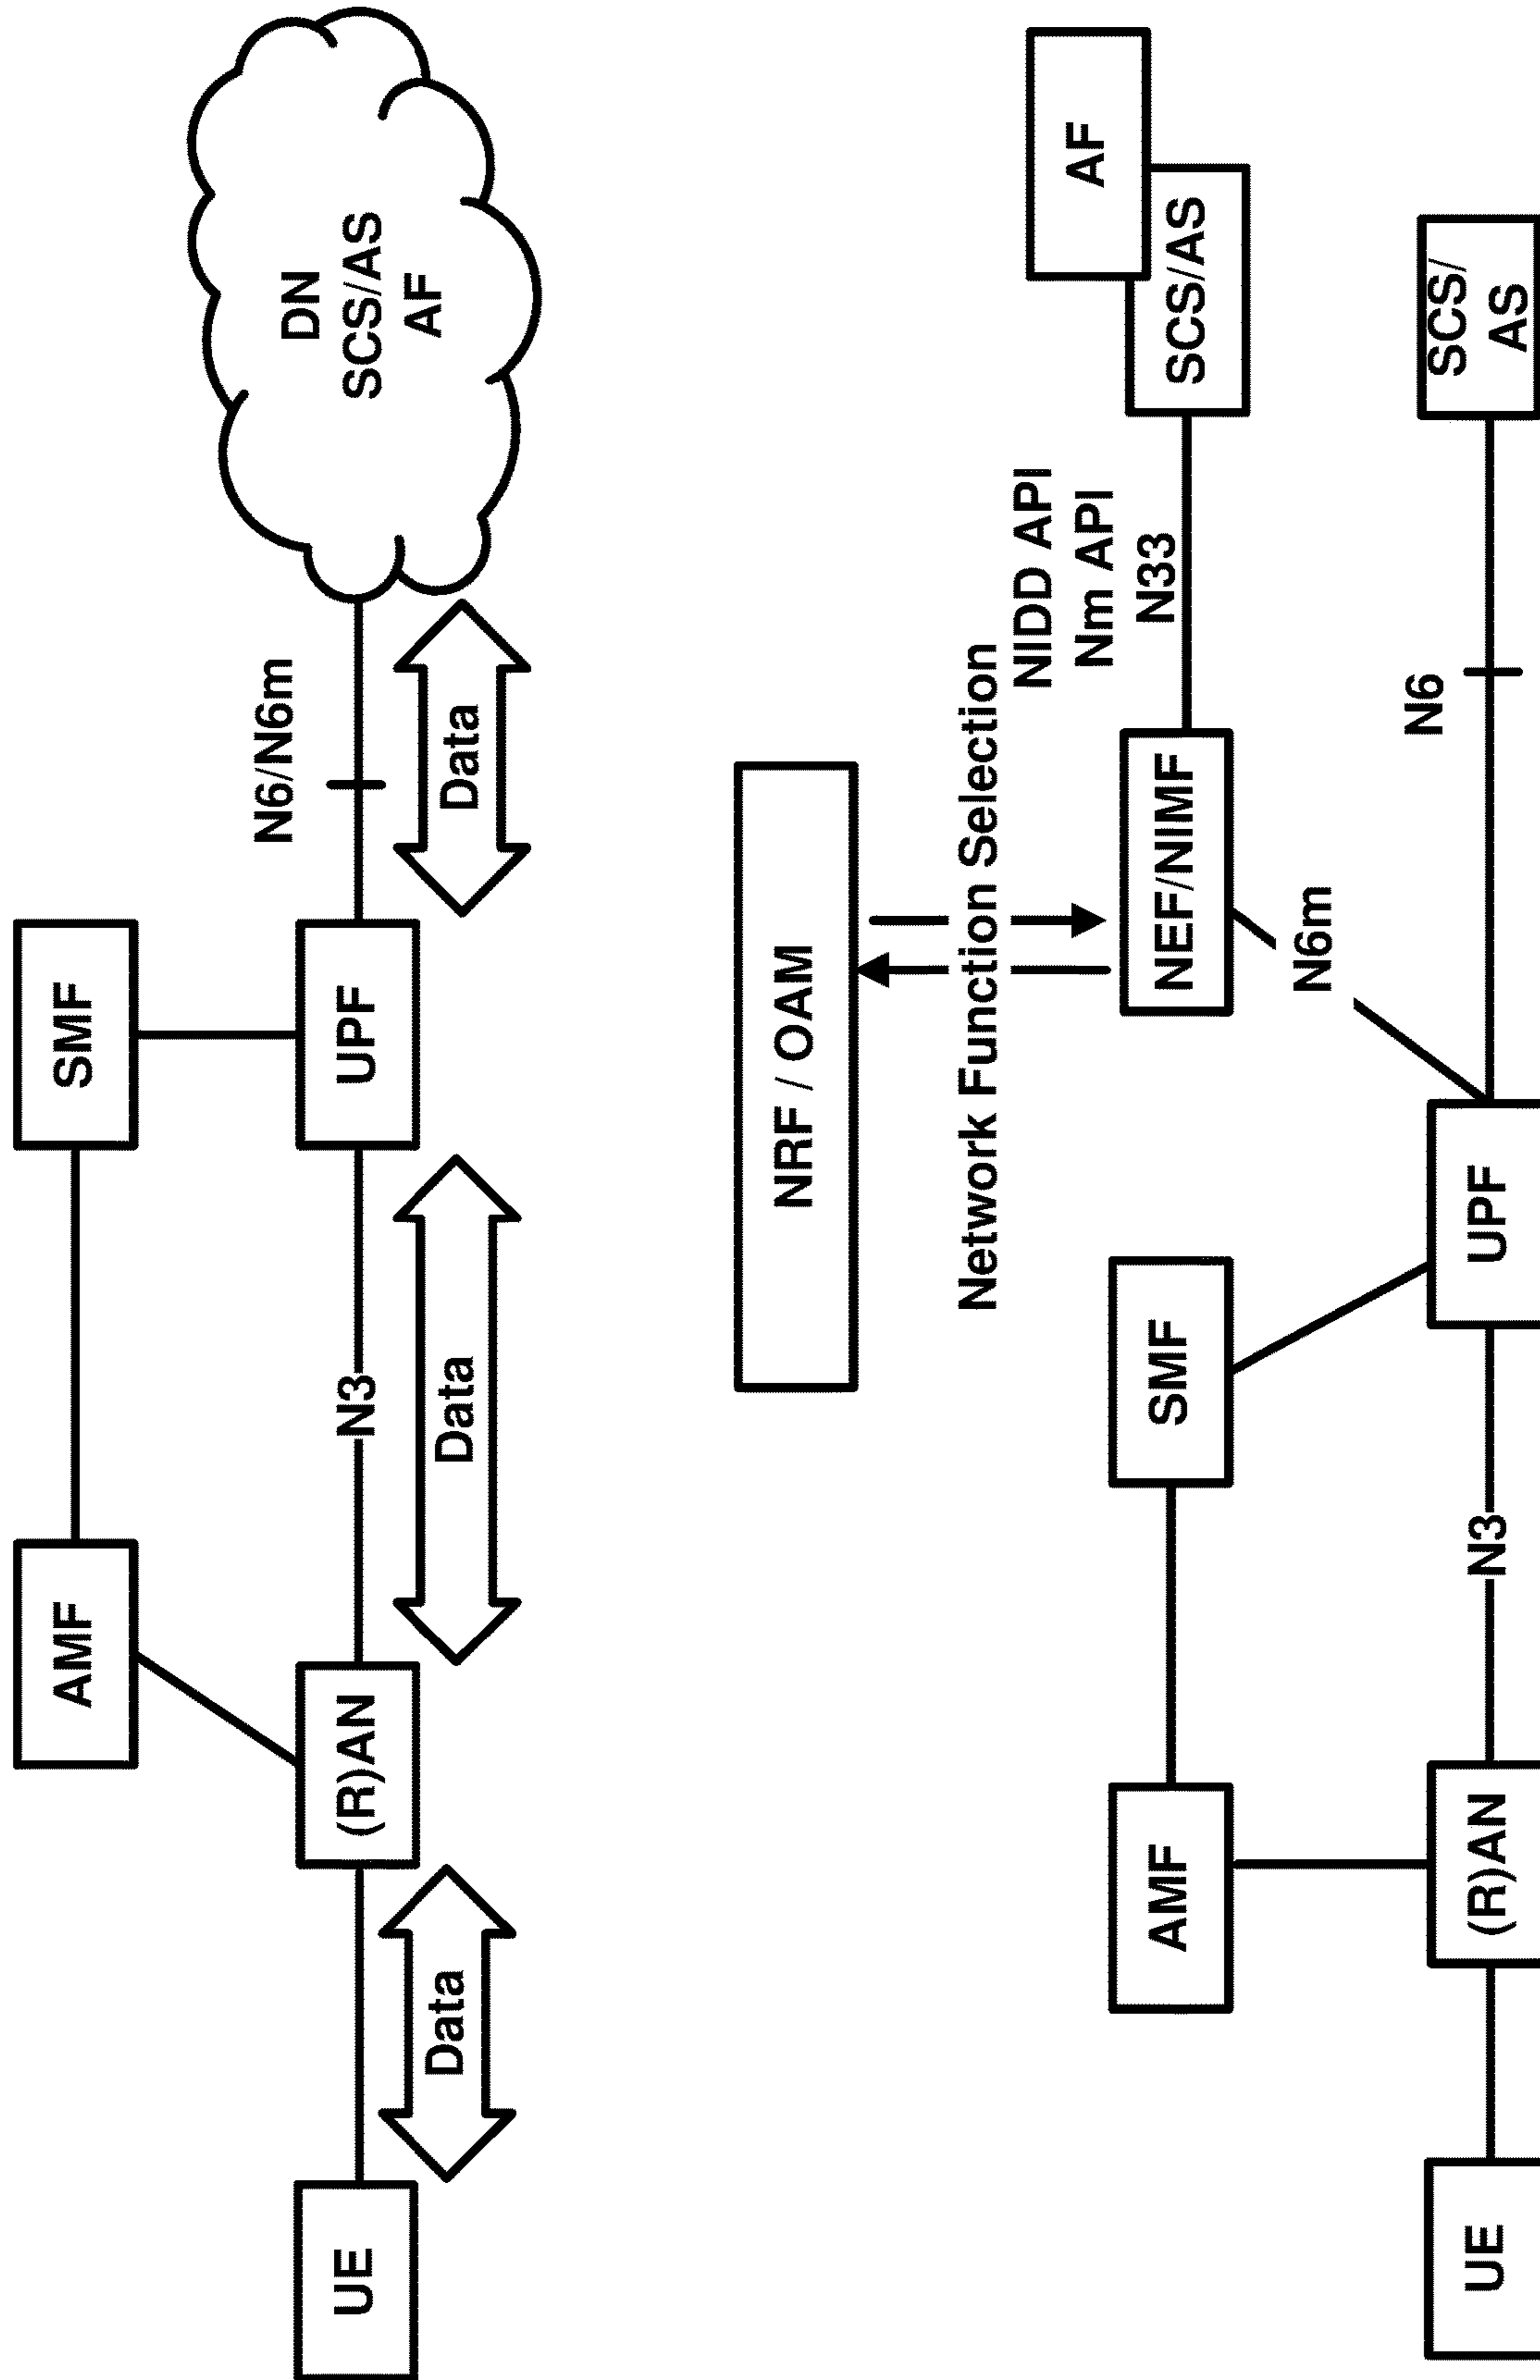 SMF
AMF
N6/N6m
DN
SCS/AS
AF
UE
(R)AN
N3
UPF
Data
Data
Data
NRF / OAM
Network Function Selection
NIDD API
Nm API
N33
AF
SCS/AS
AMF
SMF
NEF/NIMF
N6m
N6
UE
(R)AN
N3
UPF
SCS/
AS